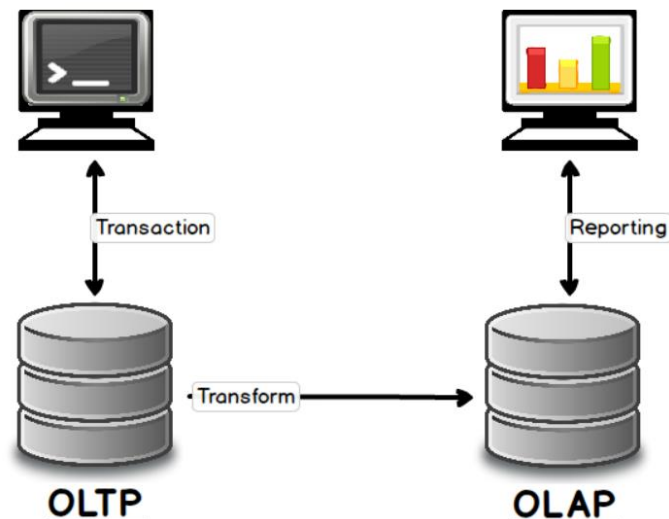 >_
Transaction
Reporting
Transform
OLTP
OLAP